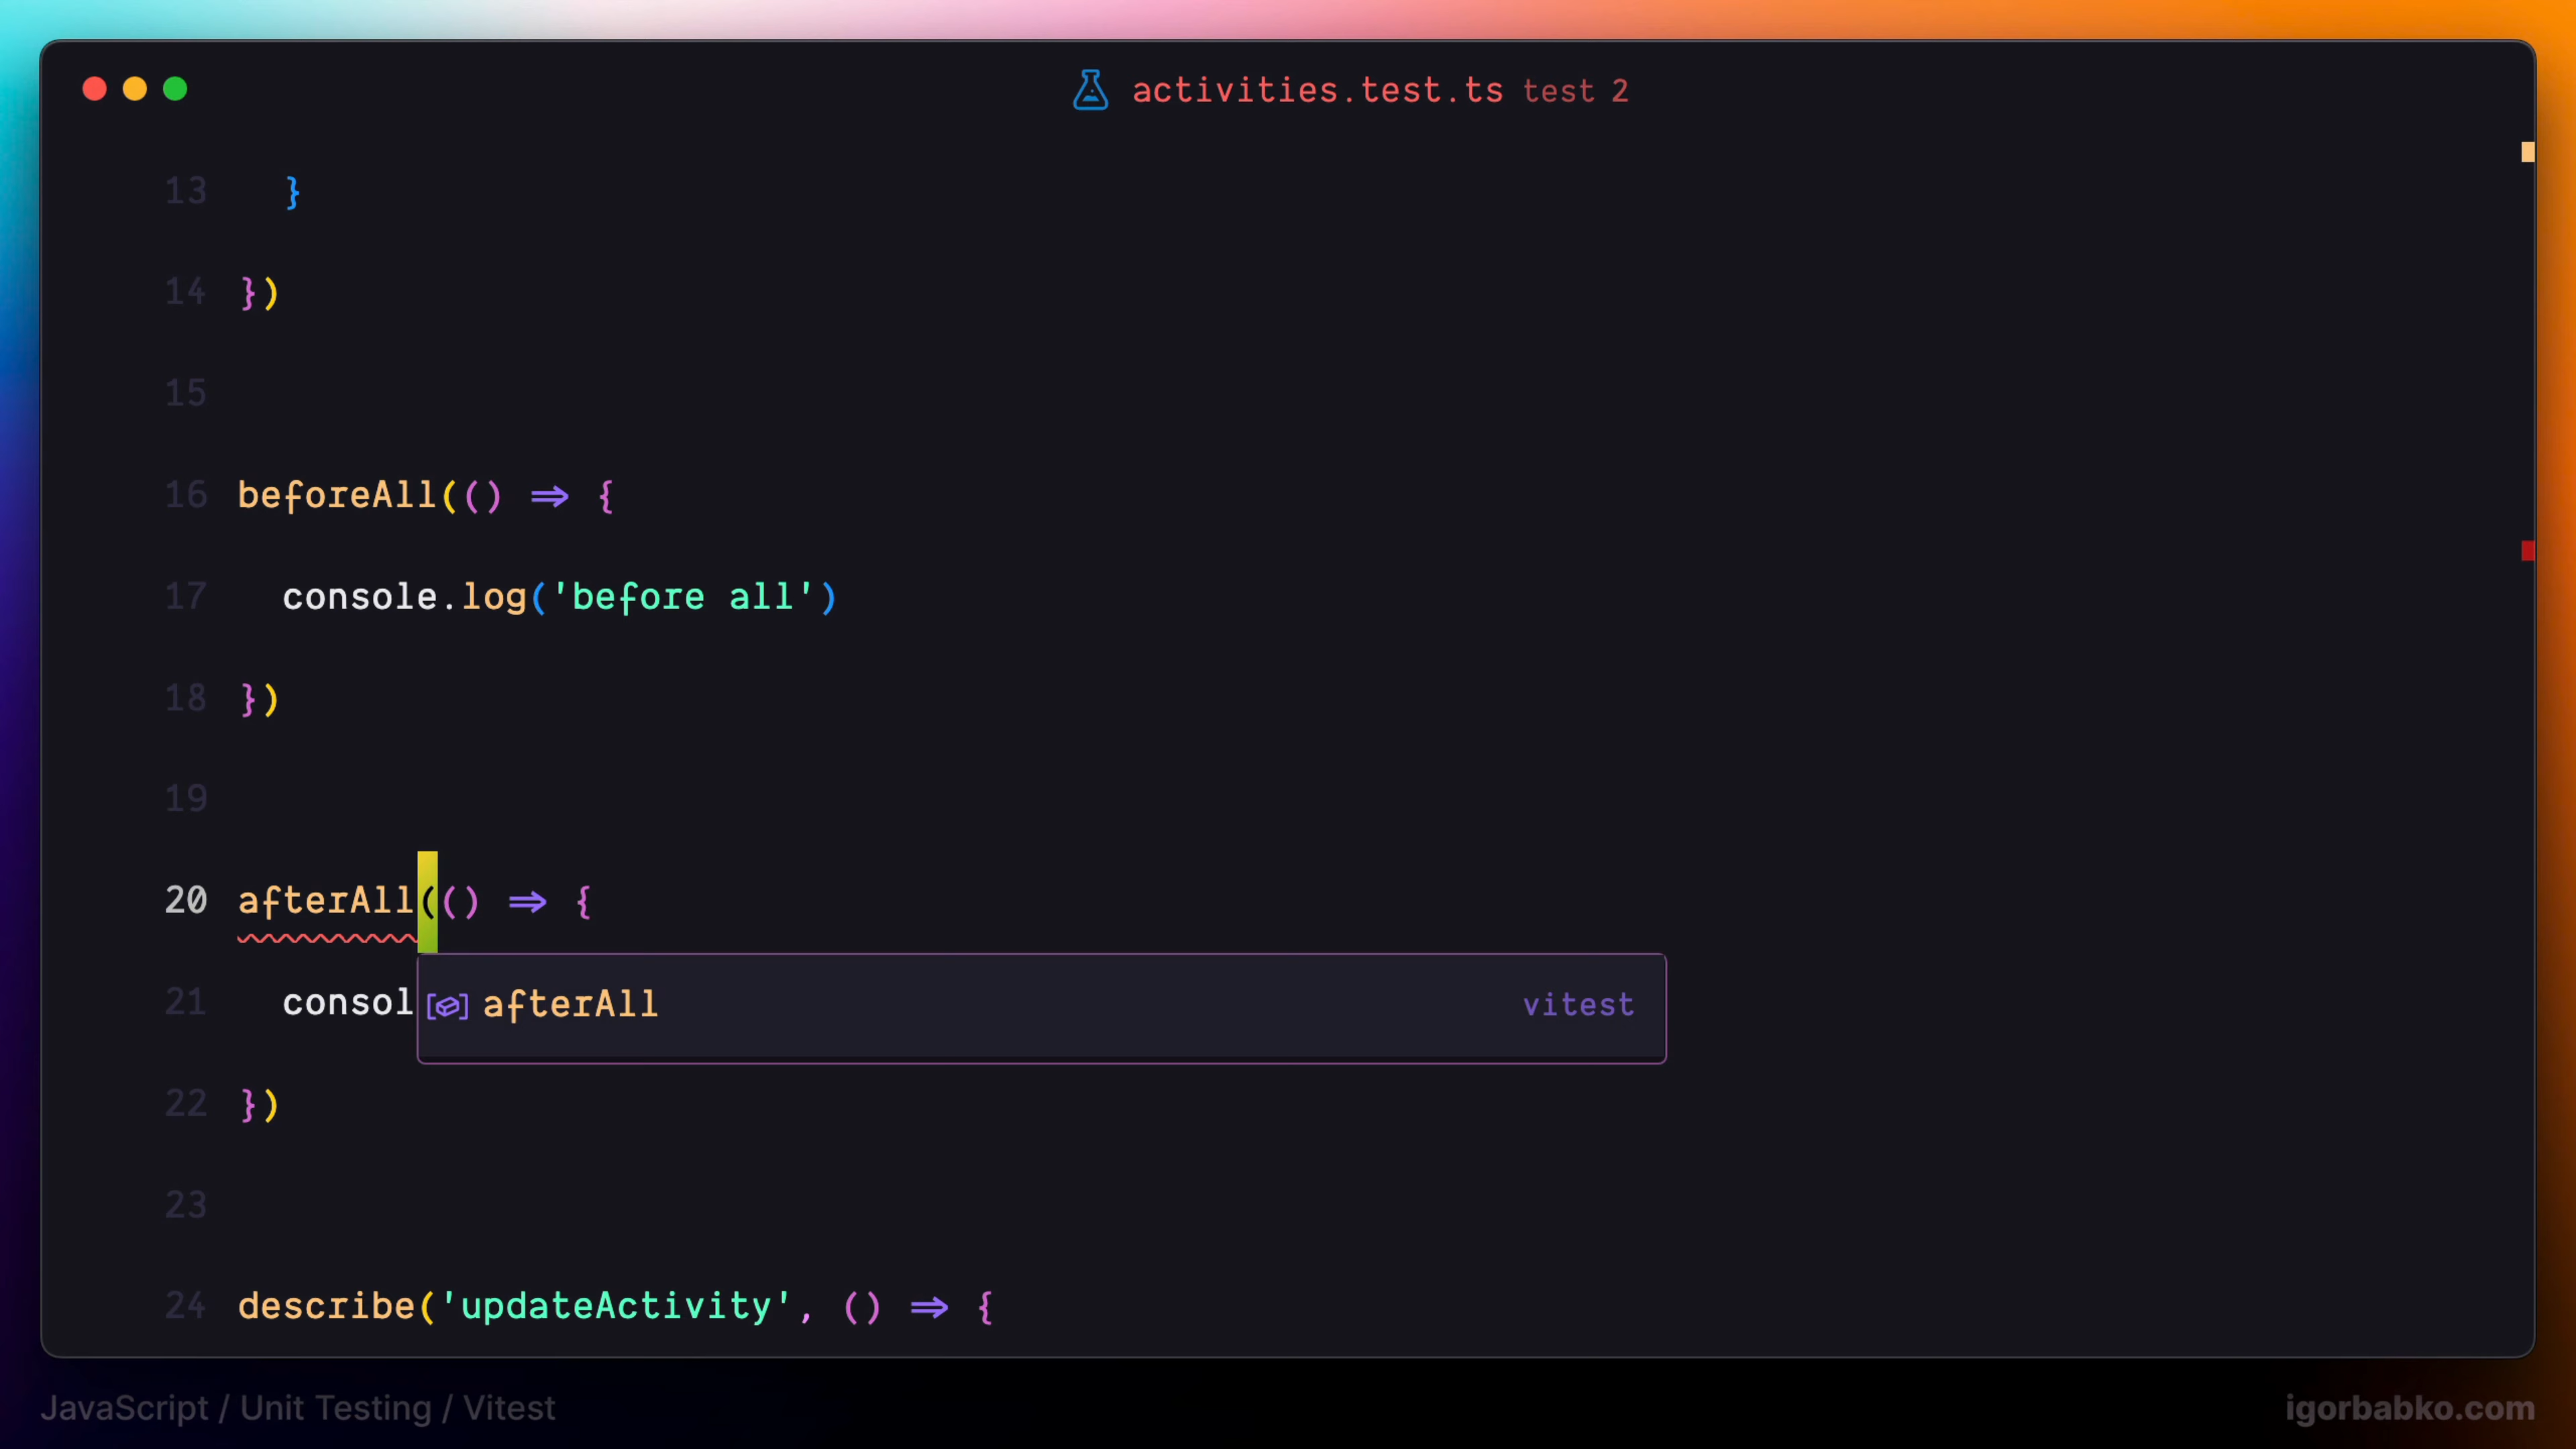 activities.test.ts test 2
13   }
14 })
15
16 beforeAll(() => {
17   console.log('before all')
18 })
19
20 afterAll(() => {
afterAll vitest
21   consol
22 })
23
24 describe('updateActivity', () => {
JavaScript / Unit Testing / Vitest
igorbabko.com